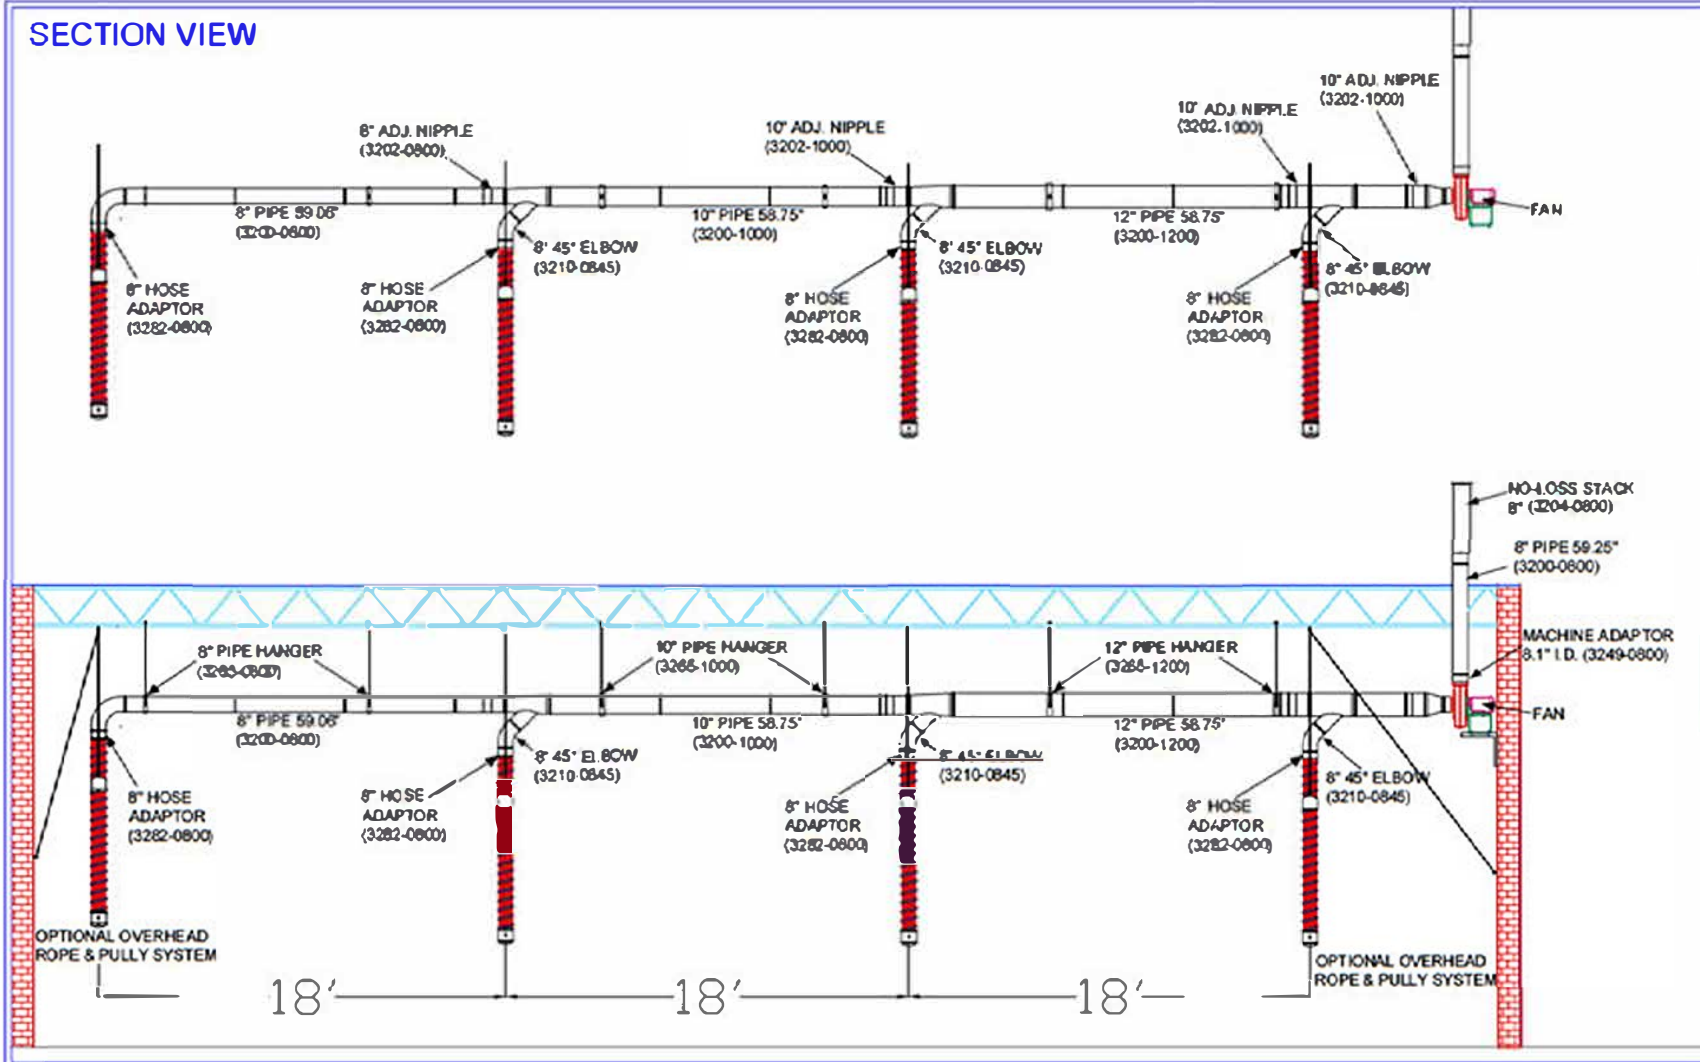 SECTION VIEW
10" ADJ. NIPPLE
(3202-1000)
10" ADJ. NIPPLE
(3202-1000)
8" ADJ. NIPPLE
(3202-0800)
10" ADJ. NIPPLE
(3202-1000)
8" PIPE 59.06"
(3200-0800)
10" PIPE 58.75"
(3200-1000)
12" PIPE 58.75"
(3200-1200)
FAN
8" 45° ELBOW
(3210-0845)
8" 45° ELBOW
(3210-0845)
8" 45° ELBOW
(3210-0845)
8" HOSE
ADAPTOR
(3282-0800)
8" HOSE
ADAPTOR
(3282-0800)
8" HOSE
ADAPTOR
(3282-0800)
8" HOSE
ADAPTOR
(3282-0800)
NO-LOSS STACK
8" (3204-0800)
8" PIPE 59.25"
(3200-0800)
MACHINE ADAPTOR
8.1" I.D. (3249-0800)
8" PIPE HANGER
10" PIPE HANGER
12" PIPE HANGER
8" PIPE 59.06"
(3200-0800)
10" PIPE 58.75"
(3200-1000)
12" PIPE 58.75"
(3200-1200)
FAN
8" 45° ELBOW
(3210-0845)
(3210-0845)
8" 45° ELBOW
(3210-0845)
8" HOSE
ADAPTOR
(3282-0800)
8" HOSE
ADAPTOR
(3282-0800)
8" HOSE
ADAPTOR
(3282-0800)
8" HOSE
ADAPTOR
(3282-0800)
OPTIONAL OVERHEAD
ROPE & PULLY SYSTEM
OPTIONAL OVERHEAD
ROPE & PULLY SYSTEM
18' 18' 18'